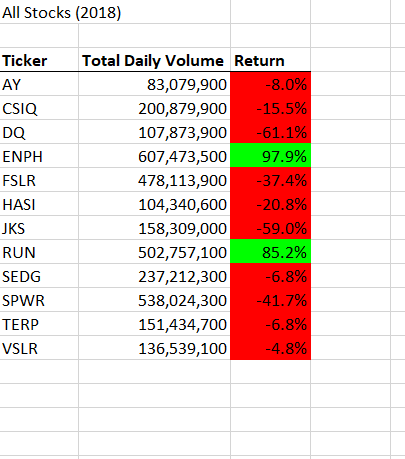 All Stocks (2018)
Ticker Total Daily Volume Return
AY 83,079,900 -8.0%
CSIQ 200,879,900 -15.5%
DQ 107,873,900 -61.1%
ENPH 607,473,500 97.9%
FSLR 478,113,900 -37.4%
HASI 104,340,600 -20.8%
JKS 158,309,000 -59.0%
RUN 502,757,100 85.2%
SEDG 237,212,300 -6.8%
SPWR 538,024,300 -41.7%
TERP 151,434,700 -6.8%
VSLR 136,539,100 -4.8%